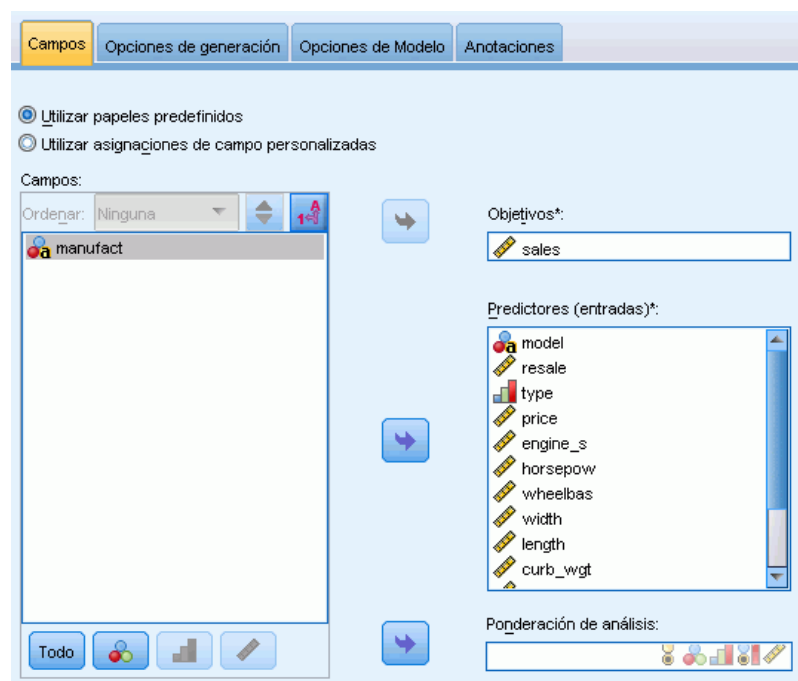 Campos Opciones de generación Opciones de Modelo Anotaciones
Utilizar papeles predefinidos
Utilizar asignaciones de campo personalizadas
Campos:
Ordenar: Ninguna
manufact
Objetivos*:
sales
Predictores (entradas)*:
model
resale
type
price
engine_s
horsepow
wheelbas
width
length
curb_wgt
Todo
Ponderación de análisis: